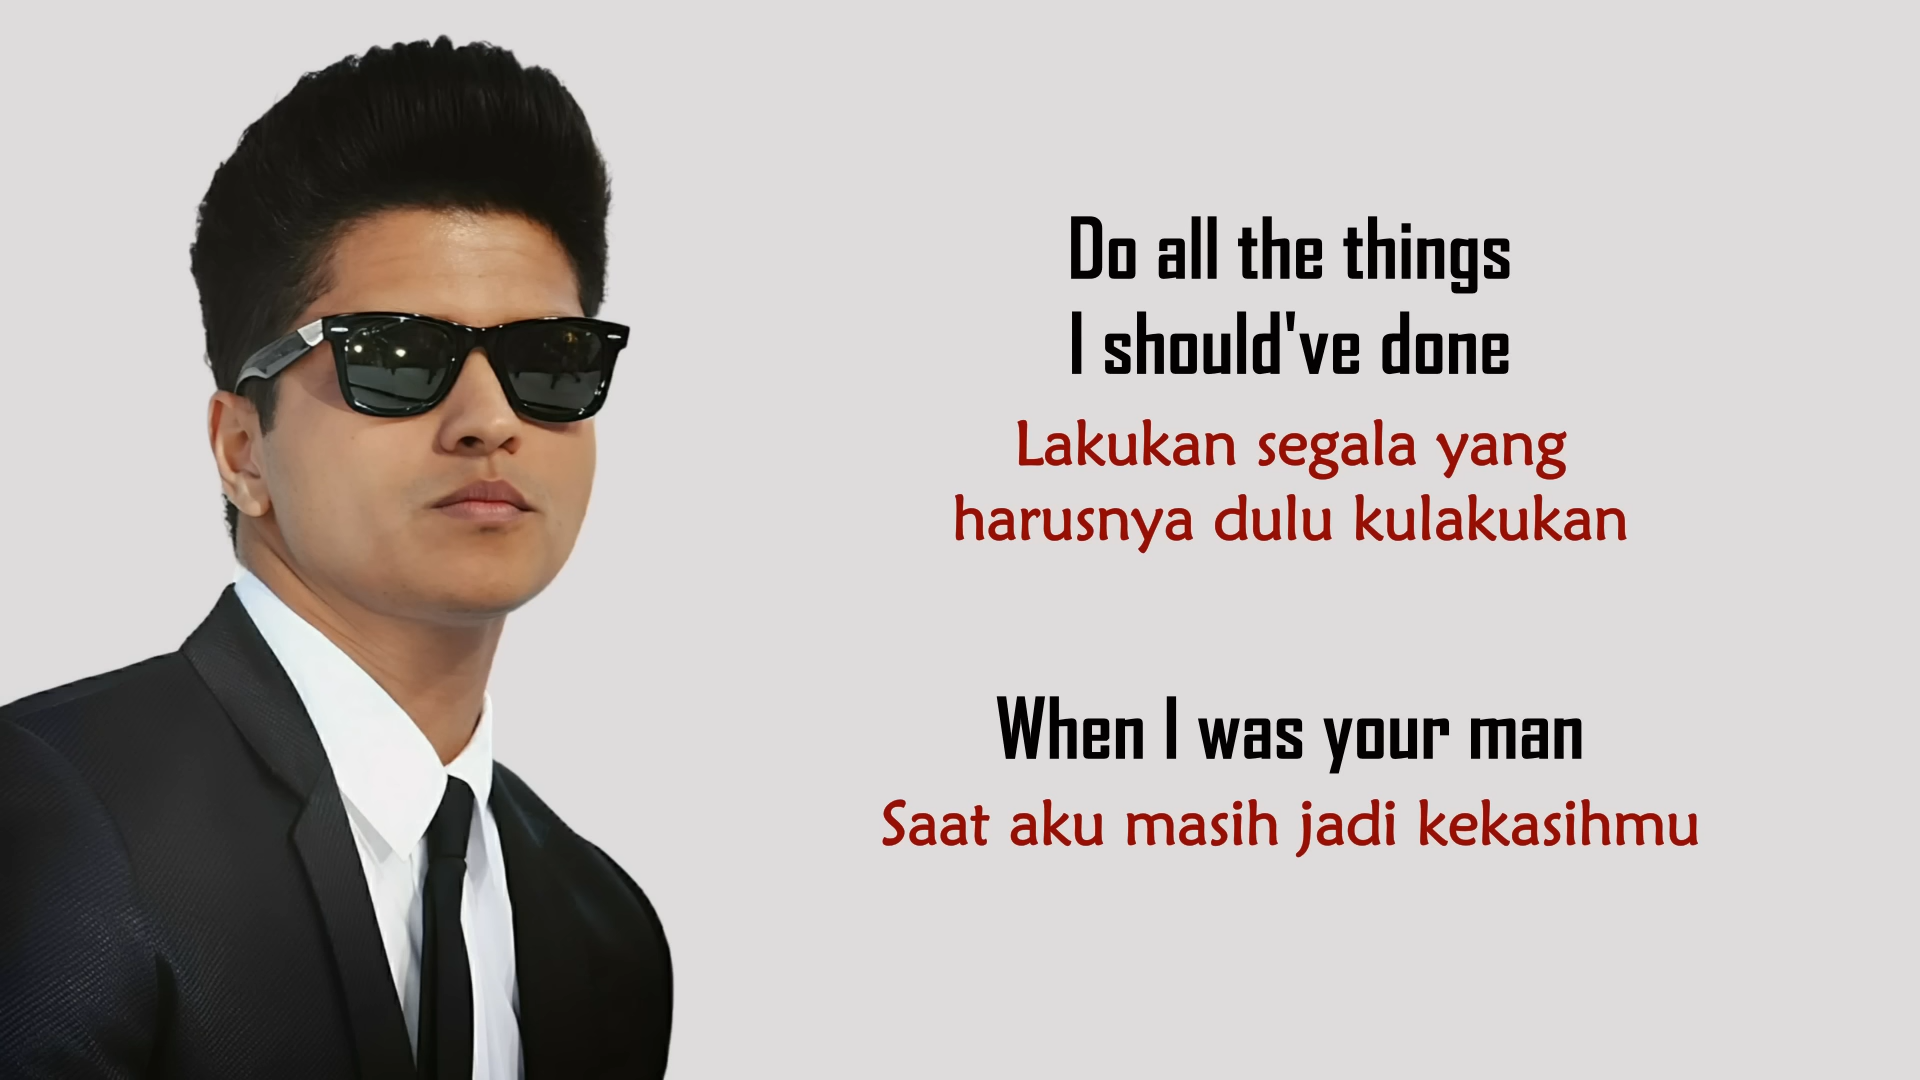 Do all the things
I should've done
Lakukan segala yang
harusnya dulu kulakukan
When I was your man
Saat aku masih jadi kekasihmu